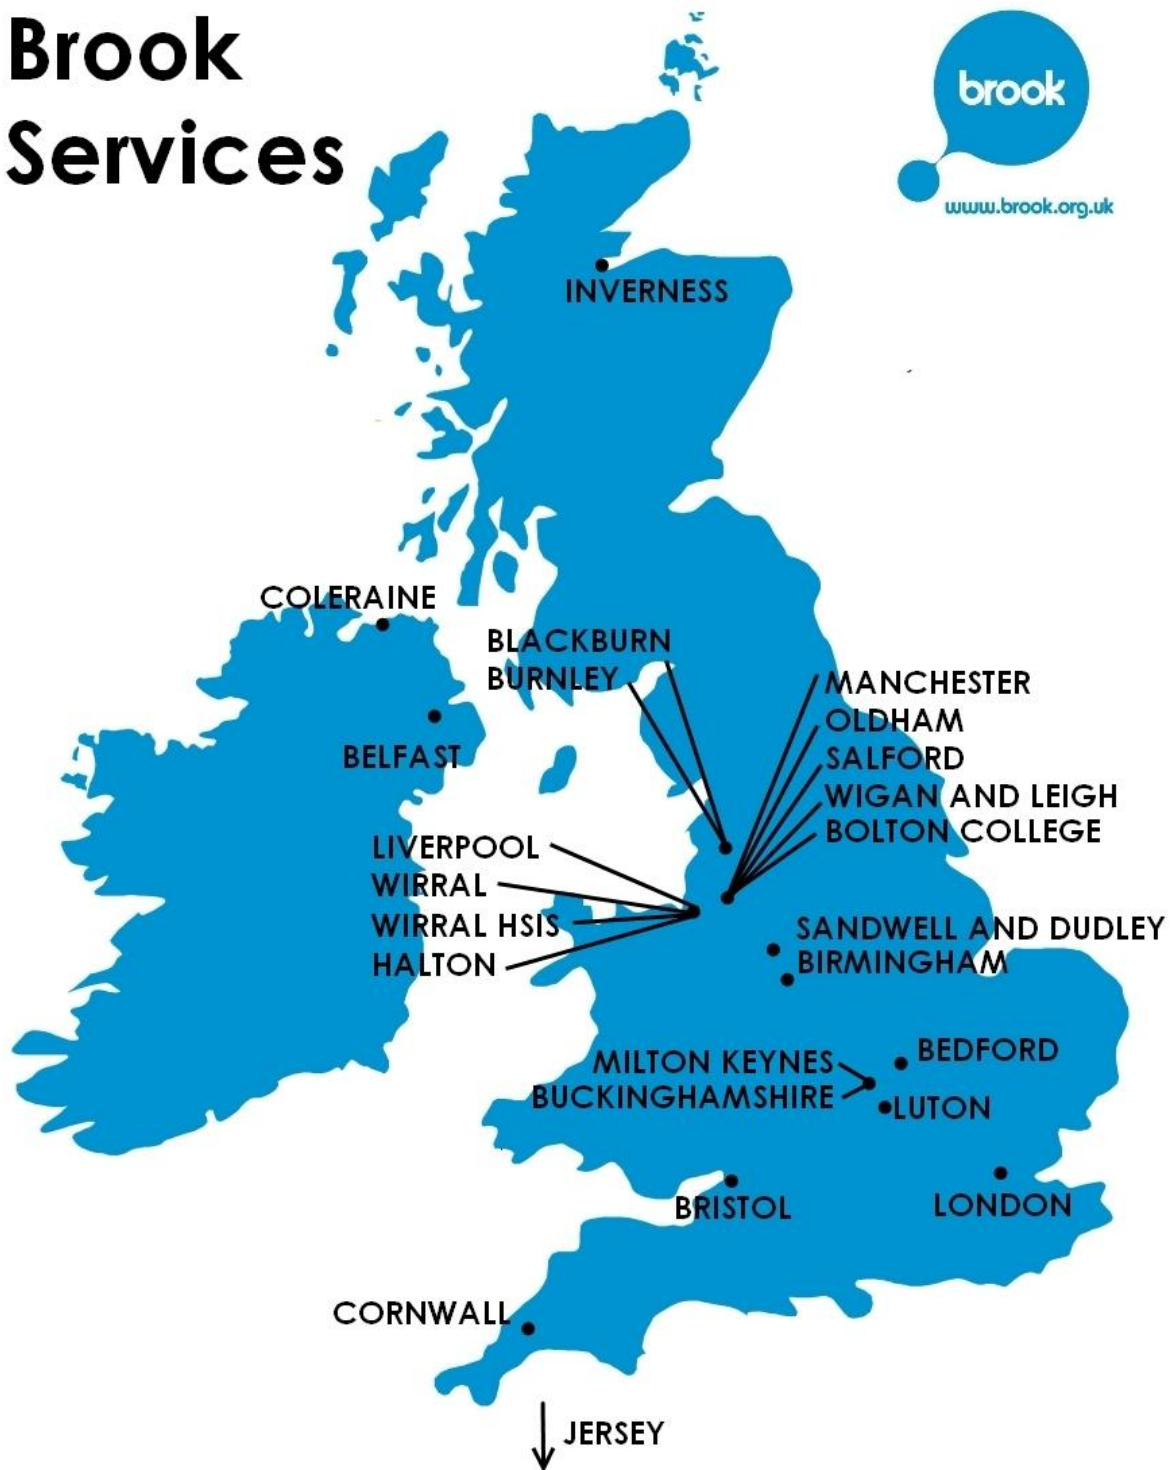 Brook
Services
brook
www.brook.org.uk
INVERNESS
COLERAINE
BLACKBURN
BURNLEY
MANCHESTER
OLDHAM
SALFORD
WIGAN AND LEIGH
BOLTON COLLEGE
BELFAST
LIVERPOOL
WIRRAL
WIRRAL HSIS
HALTON
SANDWELL AND DUDLEY
BIRMINGHAM
MILTON KEYNES
BUCKINGHAMSHIRE
BEDFORD
LUTON
BRISTOL
LONDON
CORNWALL
JERSEY